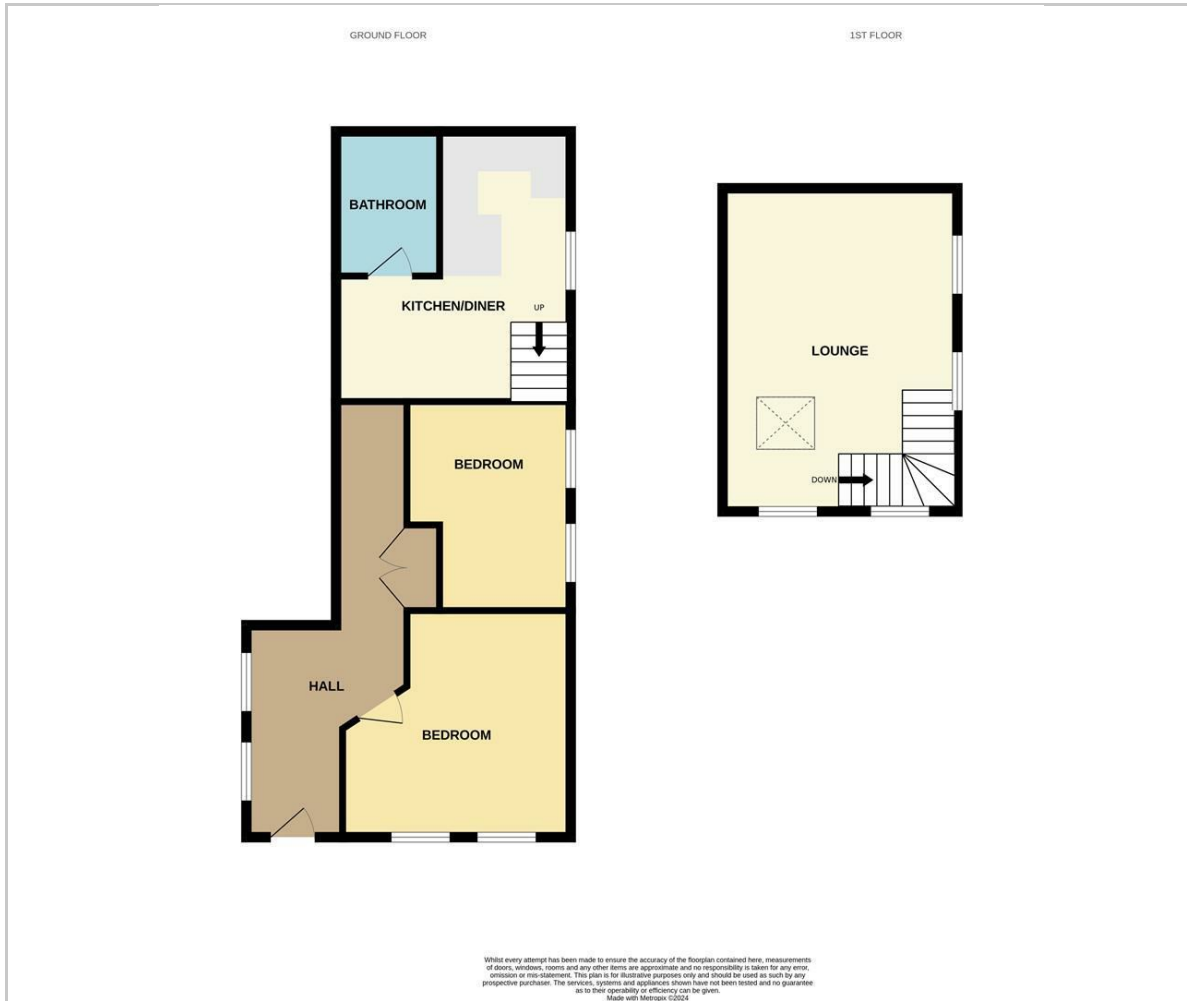 GROUND FLOOR
1ST FLOOR
BATHROOM
KITCHEN/DINER
UP
LOUNGE
BEDROOM
DOWN
HALL
BEDROOM
Whilst every attempt has been made to ensure the accuracy of the floorplan contained here, measurements
of doors, windows, rooms and any other items are approximate and no responsibility is taken for any error,
omission or mis-statement. This plan is for illustrative purposes only and should be used as such by any
prospective purchaser. The services, systems and appliances shown have not been tested and no guarantee
as to their operability or efficiency can be given.
Made with Metropix ©2024